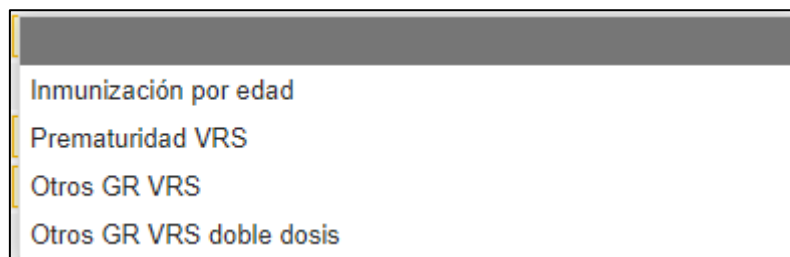 Inmunización por edad
Prematuridad VRS
Otros GR VRS
Otros GR VRS doble dosis